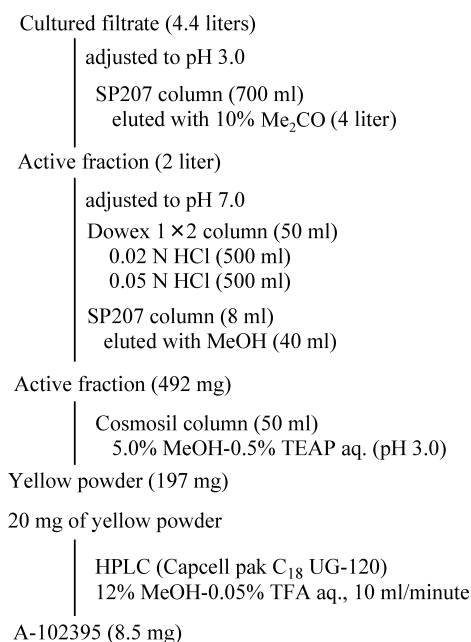 Cultured filtrate (4.4 liters)
adjusted to pH 3.0
SP207 column (700 ml)
eluted with 10% Me₂CO (4 liter)
Active fraction (2 liter)
adjusted to pH 7.0
Dowex 1×2 column (50 ml)
0.02 N HCl (500 ml)
0.05 N HCl (500 ml)
SP207 column (8 ml)
eluted with MeOH (40 ml)
Active fraction (492 mg)
Cosmosil column (50 ml)
5.0% MeOH-0.5% TEAP aq. (pH 3.0)
Yellow powder (197 mg)
20 mg of yellow powder
HPLC (Capcell pak C₁₈ UG-120)
12% MeOH-0.05% TFA aq., 10 ml/minute
A-102395 (8.5 mg)